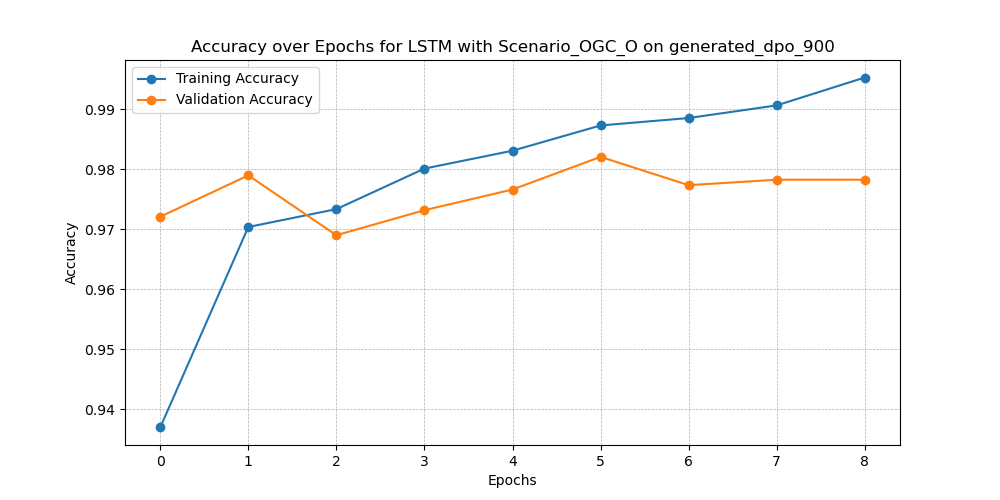 Accuracy over Epochs for LSTM with Scenario_OGC_O on generated_dpo_900
Training Accuracy
Validation Accuracy
Accuracy
0.99
0.98
0.97
0.96
0.95
0.94
0 1 2 3 4 5 6 7 8
Epochs